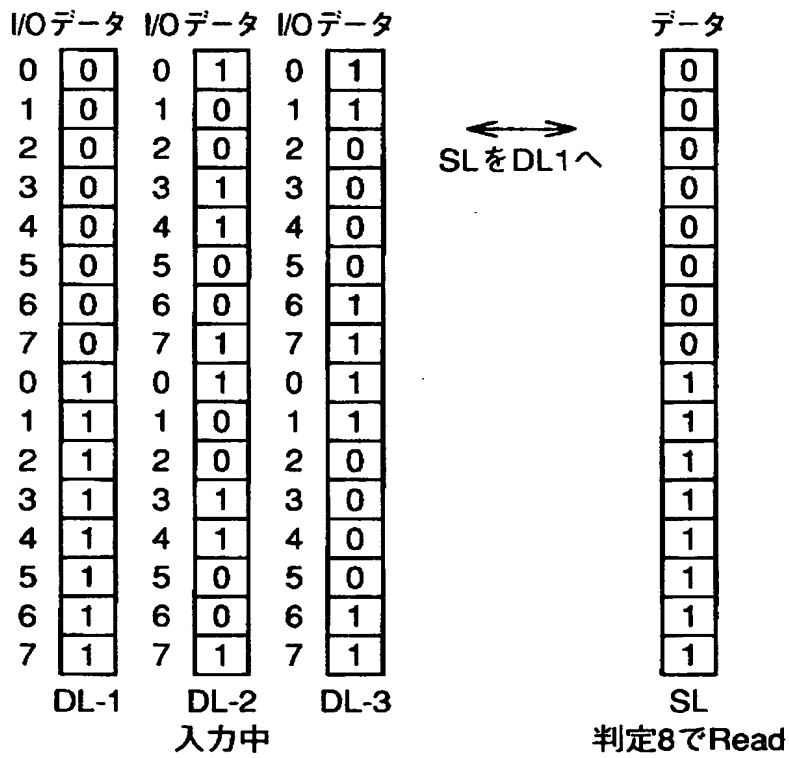 I/Oデータ I/Oデータ I/Oデータ データ
0 0 0 1 0 1 0
1 0 1 0 1 1 0
2 0 2 0 2 0 0
3 0 3 1 3 0 0
4 0 4 1 4 0 0
5 0 5 0 5 0 0
6 0 6 0 6 1 0
7 0 7 1 7 1 0
0 1 0 1 0 1 1
1 1 1 0 1 1 1
2 1 2 0 2 0 1
3 1 3 1 3 0 1
4 1 4 1 4 0 1
5 1 5 0 5 0 1
6 1 6 0 6 1 1
7 1 7 1 7 1 1
SLをDL1へ
DL-1 DL-2 DL-3 SL
入力中 判定8でRead